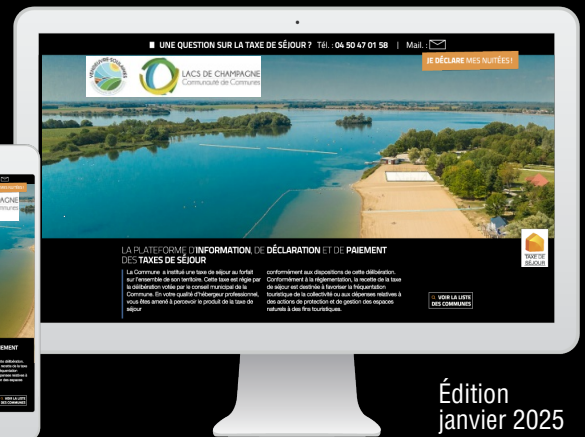 UNE QUESTION SUR LA TAXE DE SÉJOUR ? Tél. : 04 50 47 01 58 | Mail. :
JE DÉCLARE MES NUITÉES !
VENDEUVRE-SOULAINES
LACS DE CHAMPAGNE
Communauté de Communes
LA PLATEFORME D'INFORMATION, DE DÉCLARATION ET DE PAIEMENT
DES TAXES DE SÉJOUR
La Commune a institué une taxe de séjour au forfait
sur l'ensemble de son territoire. Cette taxe est régie par
la délibération votée par le conseil municipal de la
Commune. En votre qualité d'hébergeur professionnel,
vous êtes amené à percevoir le produit de la taxe de
séjour
conformément aux dispositions de cette délibération.
Conformément à la réglementation, la recette de la taxe
de séjour est destinée à favoriser la fréquentation
touristique de la collectivité ou aux dépenses relatives à
des actions de protection et de gestion des espaces
naturels à des fins touristiques.
TAXE DE
SÉJOUR
VOIR LA LISTE
DES COMMUNES
VOIR LA LISTE
DES COMMUNES
Édition
janvier 2025